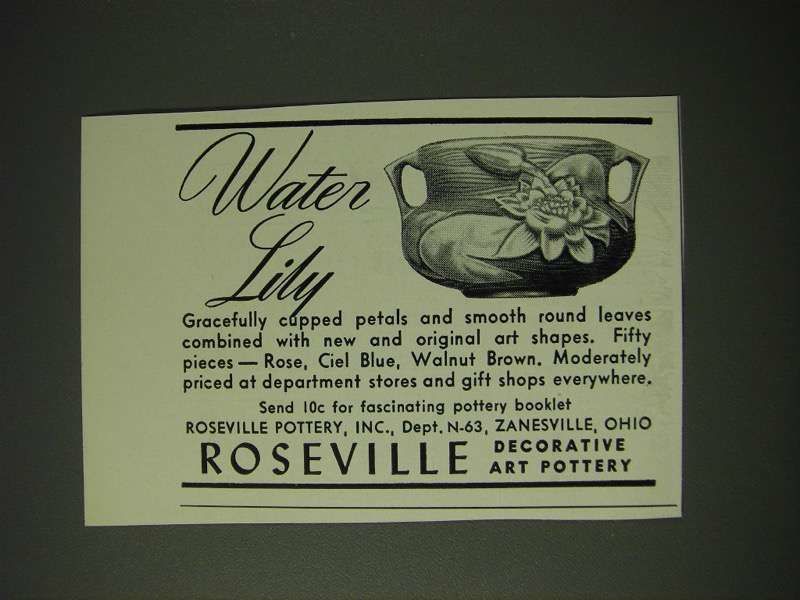 Water
Lily
Gracefully cupped petals and smooth round leaves
combined with new and original art shapes. Fifty
pieces — Rose, Ciel Blue, Walnut Brown. Moderately
priced at department stores and gift shops everywhere.
Send 10c for fascinating pottery booklet
ROSEVILLE POTTERY, INC., Dept. N-63, ZANESVILLE, OHIO
ROSEVILLE DECORATIVE
ART POTTERY